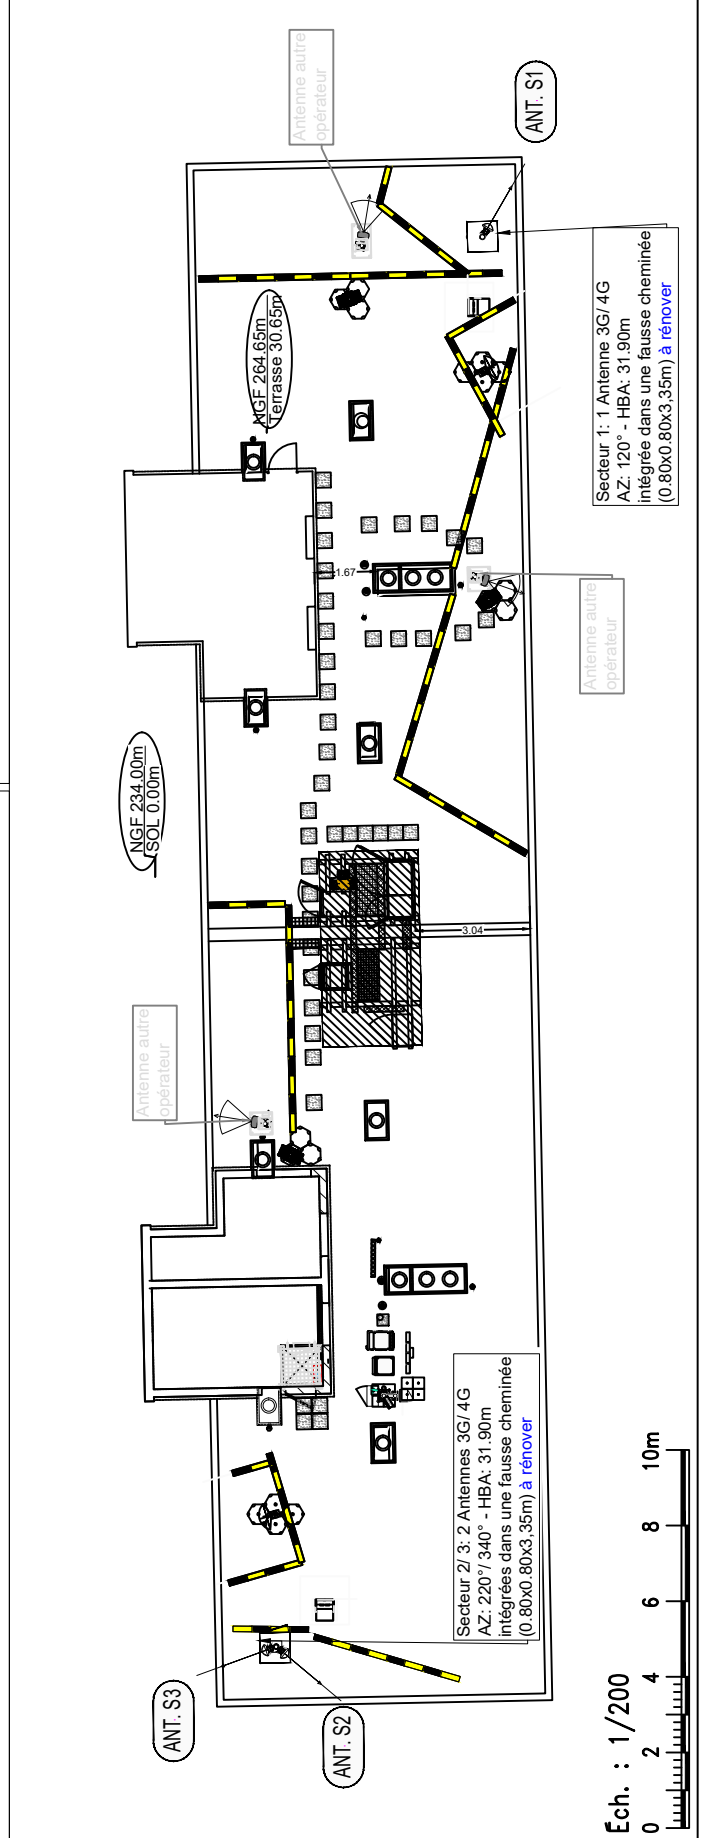 Antenne autre
opérateur
ANT. S1
NGF 264.65m
Terrasse 30.65m
Secteur 1: 1 Antenne 3G/ 4G
AZ: 120° - HBA: 31.90m
intégrée dans une fausse cheminée
(0.80x0.80x3,35m) à rénover
1.67
Antenne autre
opérateur
NGF 234.00m
SOL 0.00m
3.04
Antenne autre
opérateur
Secteur 2/ 3: 2 Antennes 3G/ 4G
AZ: 220°/ 340° - HBA: 31.90m
intégrées dans une fausse cheminée
(0.80x0.80x3,35m) à rénover
ANT. S3
ANT. S2
Éch. : 1/200
0 2 4 6 8 10m